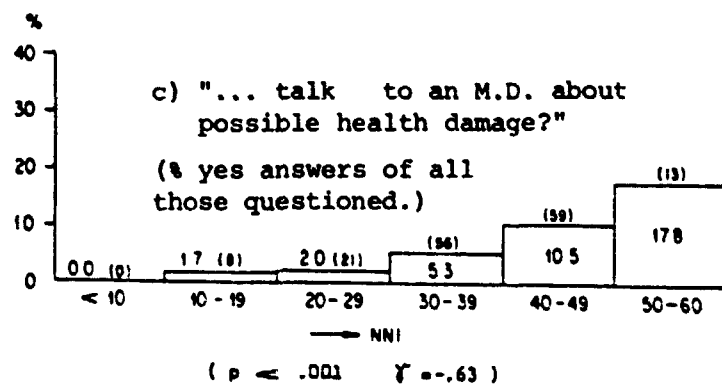 %
40
c) "... talk to an M.D. about
possible health damage?"
(% yes answers of all
those questioned.)
30
20
10
0
0.0 (0)
1.7 (8)
2.0 (21)
(56)
5.3
(59)
10.5
(13)
17.8
< 10 10-19 20-29 30-39 40-49 50-60
→ NNI
( p < .001 γ =-.63 )